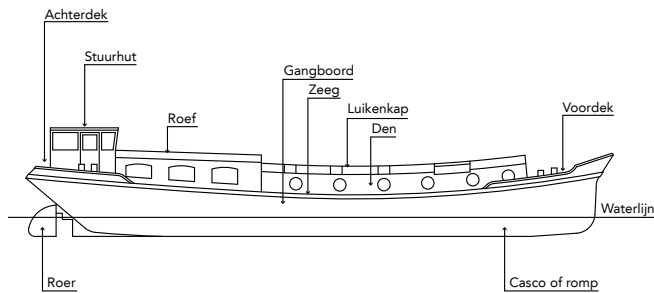 Achterdek
Stuurhut
Gangboord
Zeeg
Luikenkap
Voordek
Roef
Den
Waterlijn
Roer
Casco of romp